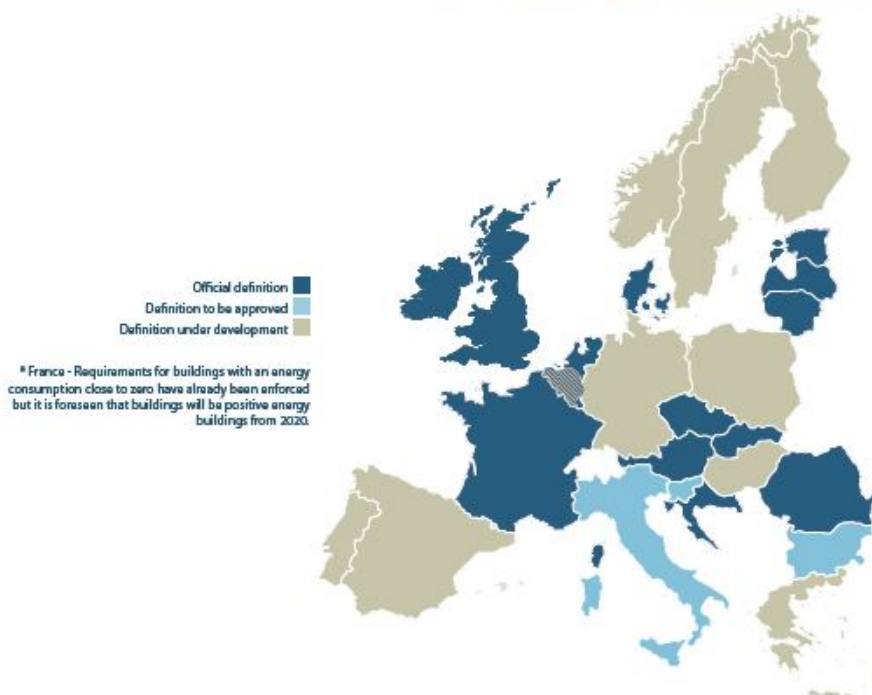 Official definition
Definition to be approved
Definition under development
* France - Requirements for buildings with an energy
consumption close to zero have already been enforced
but it is foreseen that buildings will be positive energy
buildings from 2020.